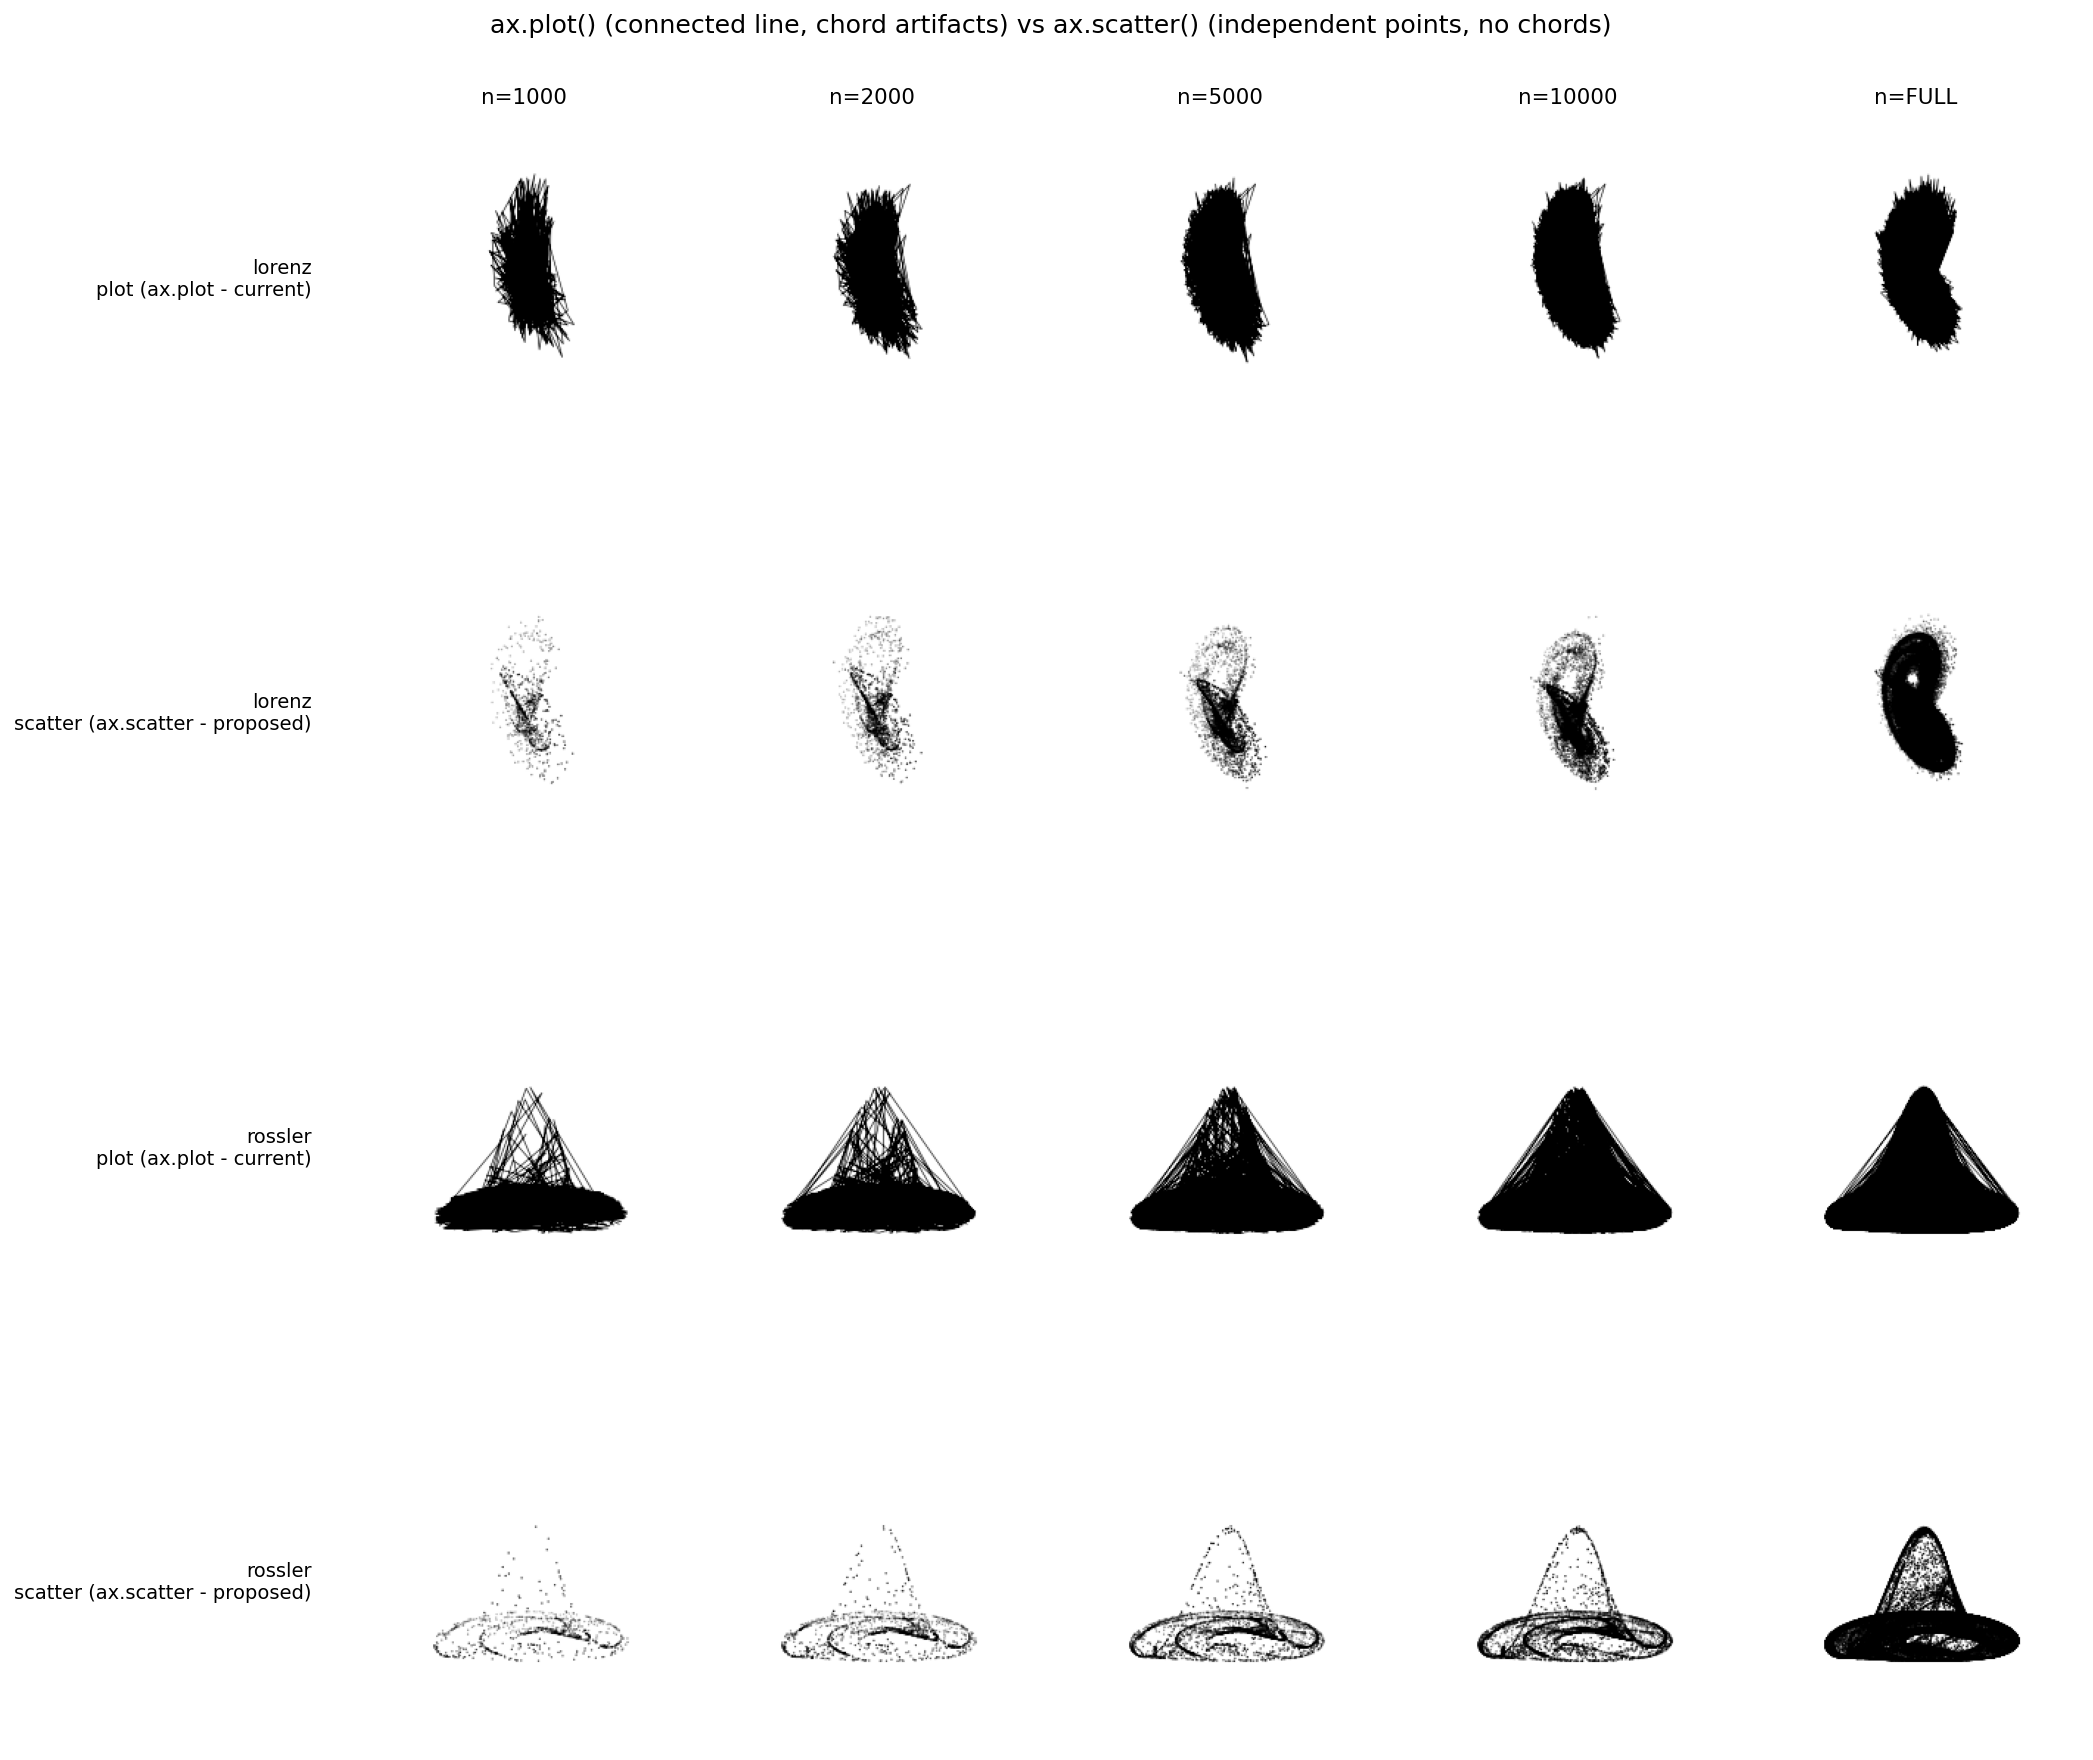 ax.plot() (connected line, chord artifacts) vs ax.scatter() (independent points, no chords)
n=1000
n=2000
n=5000
n=10000
n=FULL
lorenz
plot (ax.plot - current)
lorenz
scatter (ax.scatter - proposed)
rossler
plot (ax.plot - current)
rossler
scatter (ax.scatter - proposed)